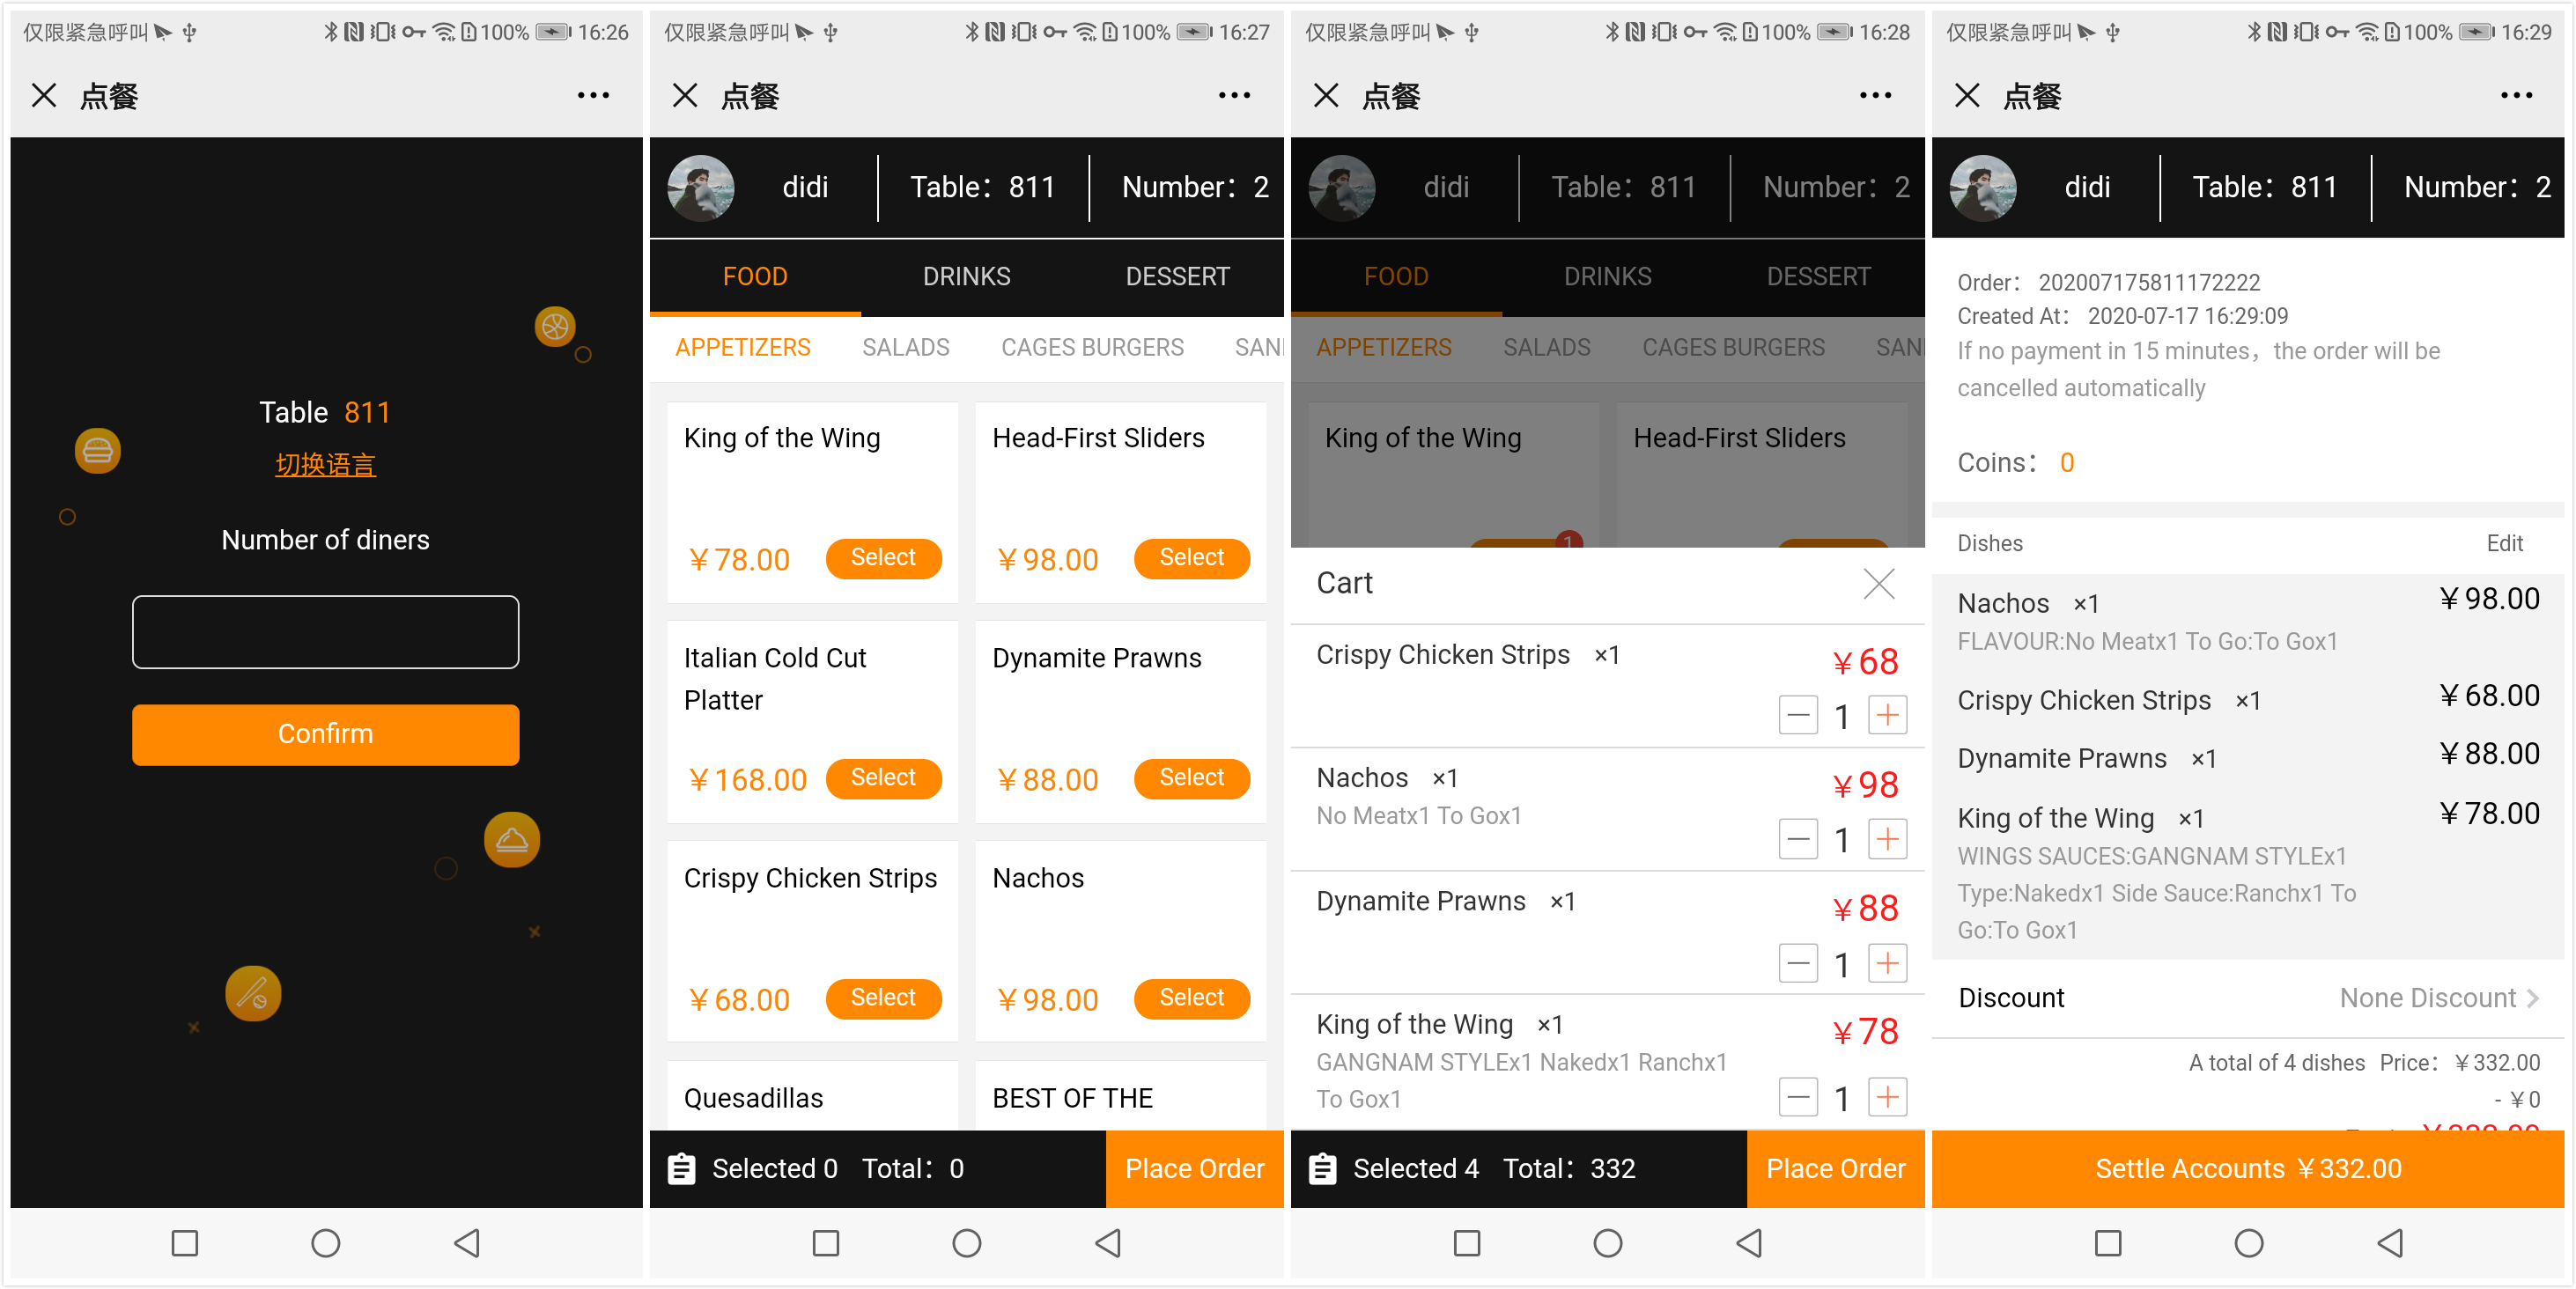 仅限紧急呼叫 100% 16:26
点餐
Table 811
切换语言
Number of diners
Confirm
仅限紧急呼叫 100% 16:27
点餐
didi Table：811 Number：2
FOOD DRINKS DESSERT
APPETIZERS SALADS CAGES BURGERS SAN
King of the Wing Head-First Sliders
￥78.00 Select ￥98.00 Select
Italian Cold Cut Dynamite Prawns
Platter
￥168.00 Select ￥88.00 Select
Crispy Chicken Strips Nachos
￥68.00 Select ￥98.00 Select
Quesadillas BEST OF THE
Selected 0 Total：0 Place Order
仅限紧急呼叫 100% 16:28
点餐
didi Table：811 Number：2
FOOD DRINKS DESSERT
APPETIZERS SALADS CAGES BURGERS SAN
King of the Wing Head-First Sliders
1
Cart
Crispy Chicken Strips ×1 ￥68
1
Nachos ×1 ￥98
No Meatx1 To Gox1
1
Dynamite Prawns ×1 ￥88
1
King of the Wing ×1 ￥78
GANGNAM STYLEx1 Nakedx1 Ranchx1
To Gox1
1
Selected 4 Total：332 Place Order
仅限紧急呼叫 100% 16:29
点餐
didi Table：811 Number：2
Order： 202007175811172222
Created At： 2020-07-17 16:29:09
If no payment in 15 minutes，the order will be
cancelled automatically
Coins： 0
Dishes Edit
Nachos ×1 ￥98.00
FLAVOUR:No Meatx1 To Go:To Gox1
Crispy Chicken Strips ×1 ￥68.00
Dynamite Prawns ×1 ￥88.00
King of the Wing ×1 ￥78.00
WINGS SAUCES:GANGNAM STYLEx1
Type:Nakedx1 Side Sauce:Ranchx1 To
Go:To Gox1
Discount None Discount
A total of 4 dishes Price： ￥332.00
- ￥0
Settle Accounts ￥332.00